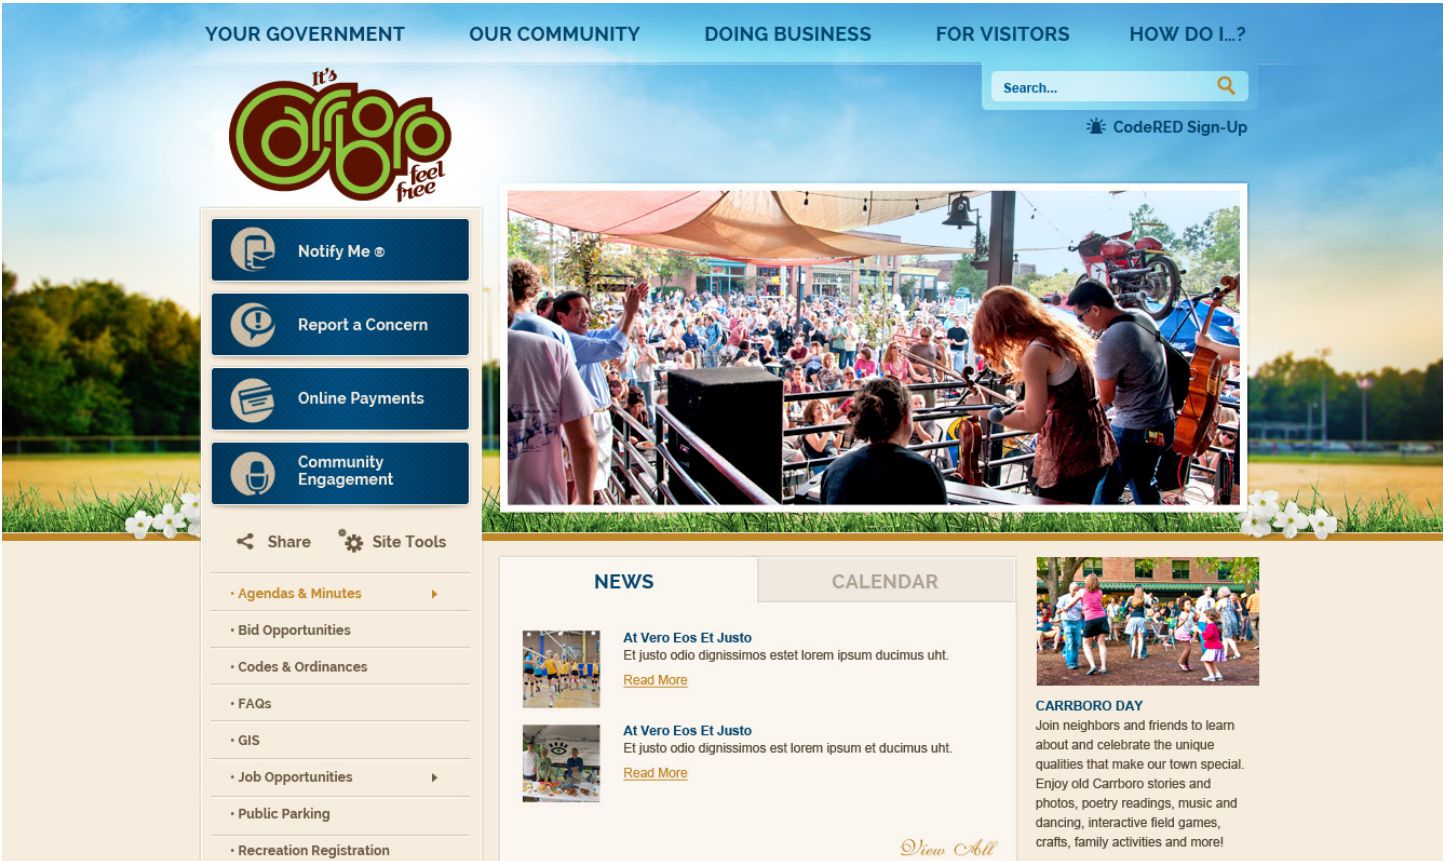 YOUR GOVERNMENT
OUR COMMUNITY
DOING BUSINESS
FOR VISITORS
HOW DO I...?
Search...
CodeRED Sign-Up
It's
Carrboro
feel
free
Notify Me ®
Report a Concern
Online Payments
Community
Engagement
Share
Site Tools
• Agendas & Minutes
• Bid Opportunities
• Codes & Ordinances
• FAQs
• GIS
• Job Opportunities
• Public Parking
• Recreation Registration
NEWS
CALENDAR
At Vero Eos Et Justo
Et justo odio dignissimos estet lorem ipsum ducimus uht.
Read More
At Vero Eos Et Justo
Et justo odio dignissimos est lorem ipsum et ducimus uht.
Read More
View All
CARRBORO DAY
Join neighbors and friends to learn
about and celebrate the unique
qualities that make our town special.
Enjoy old Carrboro stories and
photos, poetry readings, music and
dancing, interactive field games,
crafts, family activities and more!